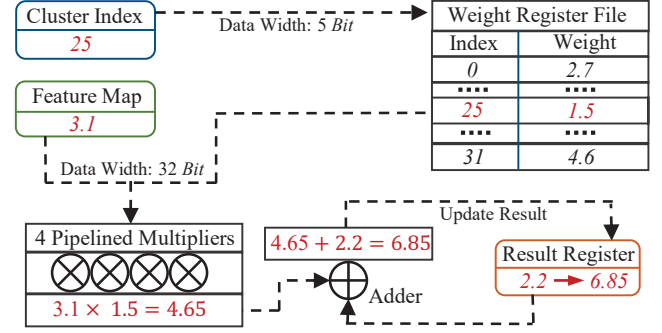 Cluster Index
25
Data Width: 5 Bit
Weight Register File
Index Weight
0 2.7
.... ....
25 1.5
.... ....
31 4.6
Feature Map
3.1
Data Width: 32 Bit
4 Pipelined Multipliers
3.1 × 1.5 = 4.65
4.65 + 2.2 = 6.85
Adder
Update Result
Result Register
2.2 → 6.85